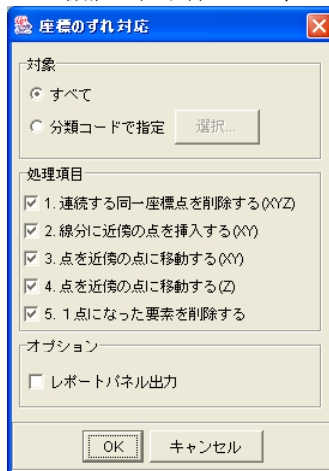 座標のずれ対応
対象
すべて
分類コードで指定
選択...
処理項目
1.連続する同一座標点を削除する(XYZ)
2.線分に近傍の点を挿入する(XY)
3.点を近傍の点に移動する(XY)
4.点を近傍の点に移動する(Z)
5.1点になった要素を削除する
オプション
レポートパネル出力
OK
キャンセル